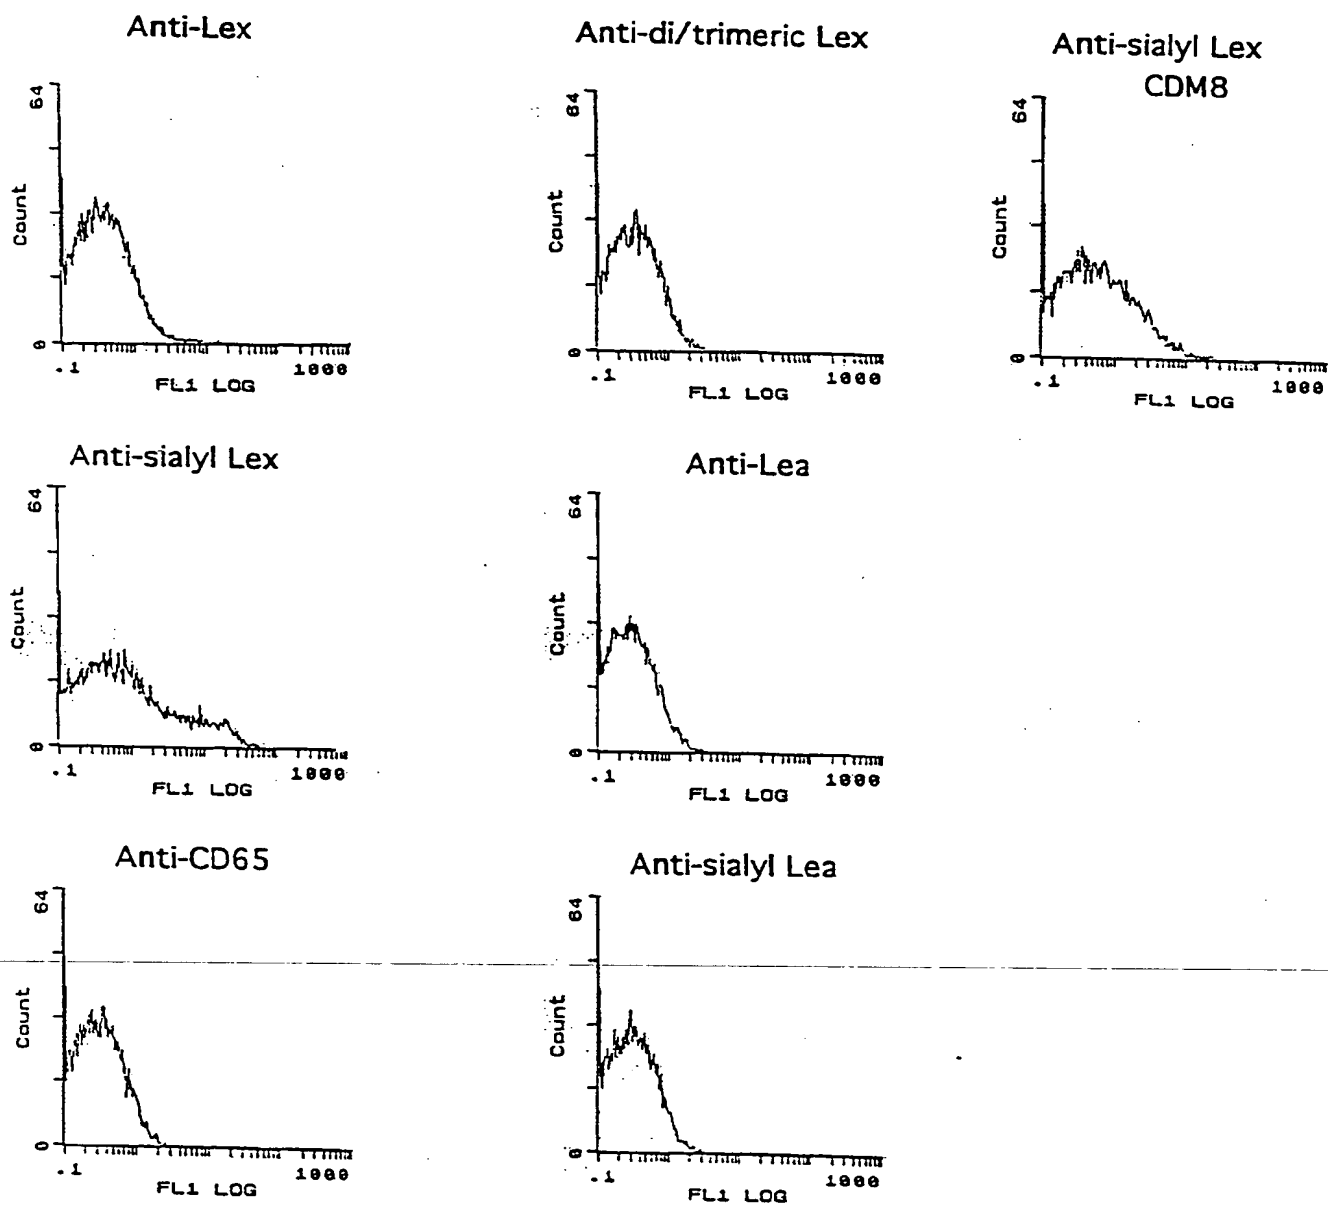 Anti-Lex
64
Count
0
.1
1000
FL1 LOG
Anti-di/trimeric Lex
64
Count
0
.1
1000
FL1 LOG
Anti-sialyl Lex
CDM8
64
Count
0
.1
1000
FL1 LOG
Anti-sialyl Lex
64
Count
0
.1
1000
FL1 LOG
Anti-Lea
64
Count
0
.1
1000
FL1 LOG
Anti-CD65
64
Count
0
.1
1000
FL1 LOG
Anti-sialyl Lea
64
Count
0
.1
1000
FL1 LOG